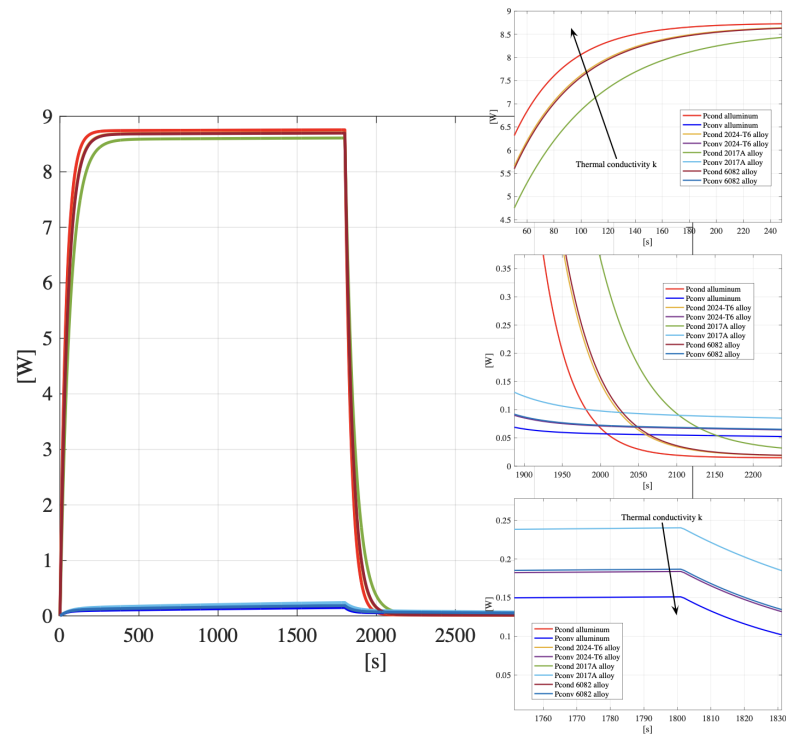 9
8
7
6
5
4
3
2
1
0
[W]
0
500
1000
1500
2000
2500
[s]
9
8.5
8
7.5
7
6.5
6
5.5
5
4.5
[W]
Thermal conductivity k
Pcond aluminum
Pconv aluminum
Pcond 2024-T6 alloy
Pconv 2024-T6 alloy
Pcond 2017A alloy
Pconv 2017A alloy
Pcond 6082 alloy
Pconv 6082 alloy
60
80
100
120
140
160
180
200
220
240
[s]
0.35
0.3
0.25
0.2
0.15
0.1
0.05
0
[W]
Pcond aluminum
Pconv aluminum
Pcond 2024-T6 alloy
Pconv 2024-T6 alloy
Pcond 2017A alloy
Pconv 2017A alloy
Pcond 6082 alloy
Pconv 6082 alloy
1900
1950
2000
2050
2100
2150
2200
[s]
0.25
0.2
0.15
0.1
0.05
[W]
Thermal conductivity k
Pcond aluminum
Pconv aluminum
Pcond 2024-T6 alloy
Pconv 2024-T6 alloy
Pcond 2017A alloy
Pconv 2017A alloy
Pcond 6082 alloy
Pconv 6082 alloy
1760
1770
1780
1790
1800
1810
1820
1830
[s]